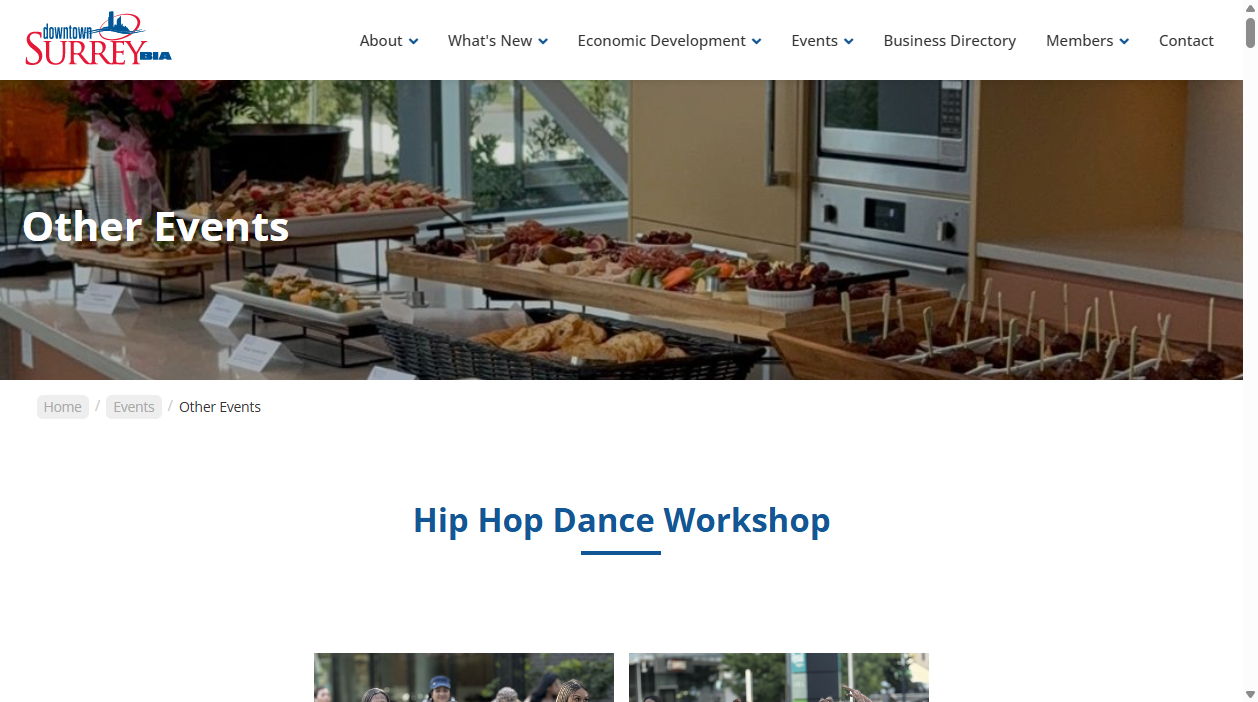 downtown
SURREY BIA
About
What's New
Economic Development
Events
Business Directory
Members
Contact
Other Events
Home / Events / Other Events
Hip Hop Dance Workshop